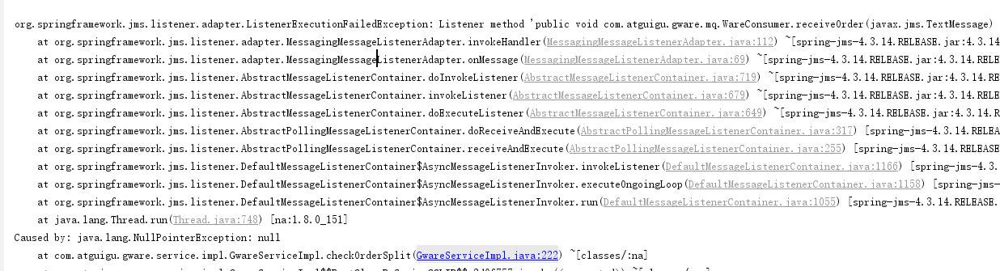 org.springframework.jms.listener.adapter.ListenerExecutionFailedException: Listener method 'public void com.atguigu.gware.mq.WareConsumer.receiveOrder(javax.jms.TextMessage)
at org.springframework.jms.listener.adapter.MessagingMessageListenerAdapter.invokeHandler(MessagingMessageListenerAdapter.java:112) ~[spring-jms-4.3.14.RELEASE.jar:4.3.14
at org.springframework.jms.listener.adapter.MessagingMessageListenerAdapter.onMessage(MessagingMessageListenerAdapter.java:69) ~[spring-jms-4.3.14.RELEASE.jar:4.3.14.RELE
at org.springframework.jms.listener.AbstractMessageListenerContainer.doInvokeListener(AbstractMessageListenerContainer.java:719) ~[spring-jms-4.3.14.RELEASE.jar:4.3.14.RE
at org.springframework.jms.listener.AbstractMessageListenerContainer.invokeListener(AbstractMessageListenerContainer.java:679) ~[spring-jms-4.3.14.RELEASE.jar:4.3.14.RELE
at org.springframework.jms.listener.AbstractMessageListenerContainer.doExecuteListener(AbstractMessageListenerContainer.java:649) ~[spring-jms-4.3.14.RELEASE.jar:4.3.14.R
at org.springframework.jms.listener.AbstractPollingMessageListenerContainer.doReceiveAndExecute(AbstractPollingMessageListenerContainer.java:317) [spring-jms-4.3.14.RELEA
at org.springframework.jms.listener.AbstractPollingMessageListenerContainer.receiveAndExecute(AbstractPollingMessageListenerContainer.java:255) [spring-jms-4.3.14.RELEASE
at org.springframework.jms.listener.DefaultMessageListenerContainer$AsyncMessageListenerInvoker.invokeListener(DefaultMessageListenerContainer.java:1166) [spring-jms-4.3.
at org.springframework.jms.listener.DefaultMessageListenerContainer$AsyncMessageListenerInvoker.executeOngoingLoop(DefaultMessageListenerContainer.java:1158) [spring-jms-
at org.springframework.jms.listener.DefaultMessageListenerContainer$AsyncMessageListenerInvoker.run(DefaultMessageListenerContainer.java:1055) [spring-jms-4.3.14.RELEASE.
at java.lang.Thread.run(Thread.java:748) [na:1.8.0_151]
Caused by: java.lang.NullPointerException: null
at com.atguigu.gware.service.impl.GwareServiceImpl.checkOrderSplit(GwareServiceImpl.java:222) ~[classes/:na]